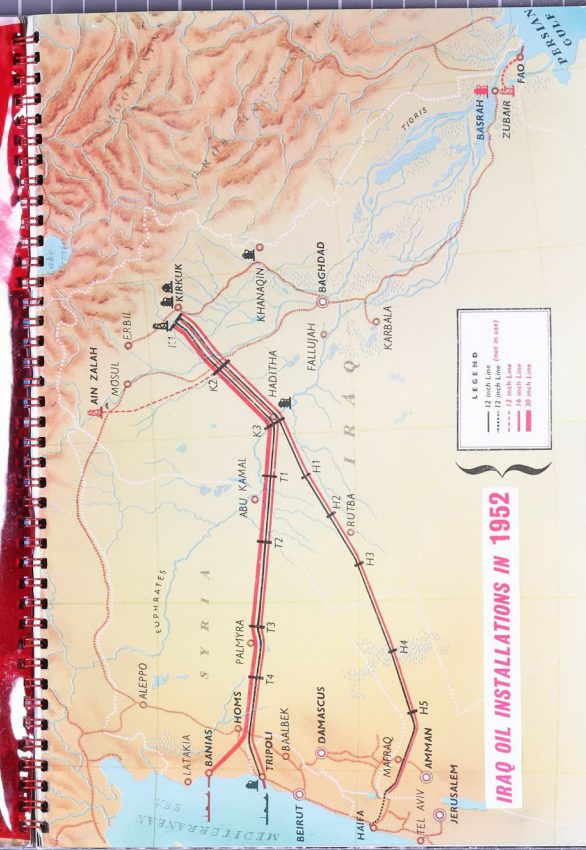 IRAQ OIL INSTALLATIONS IN 1952
LEGEND
12 inch Line
12 inch Line (not in use)
12 inch Line
16 inch Line
30 inch Line
PERSIAN
GULF
FAO
BASRAH
ZUBAIR
TIGRIS
KIRKUK
KHANAQIN
BAGHDAD
ERBIL
K1
FALLUJAH
KARBALA
AIN ZALAH
MOSUL
K2
HADITHA
K3
IRAQ
ABU KAMAL
T1
H1
T2
H2
RUTBA
H3
EUPHRATES
SYRIA
PALMYRA
T3
H4
T4
ALEPPO
HOMS
H5
LATAKIA
BANIAS
TRIPOLI
BAALBEK
DAMASCUS
MAFRAQ
AMMAN
BEIRUT
HAIFA
TEL AVIV
JERUSALEM
MEDITERRANEAN
SEA